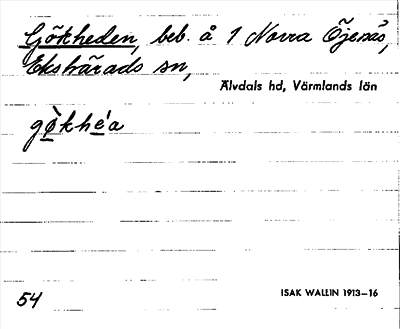 Gökheden, beb. å 1 Norra Öjenäs,
Ekshärads sn,
Älvdals hd, Värmlands län
gø̀khe ́a
54
ISAK WALLIN 1913–16